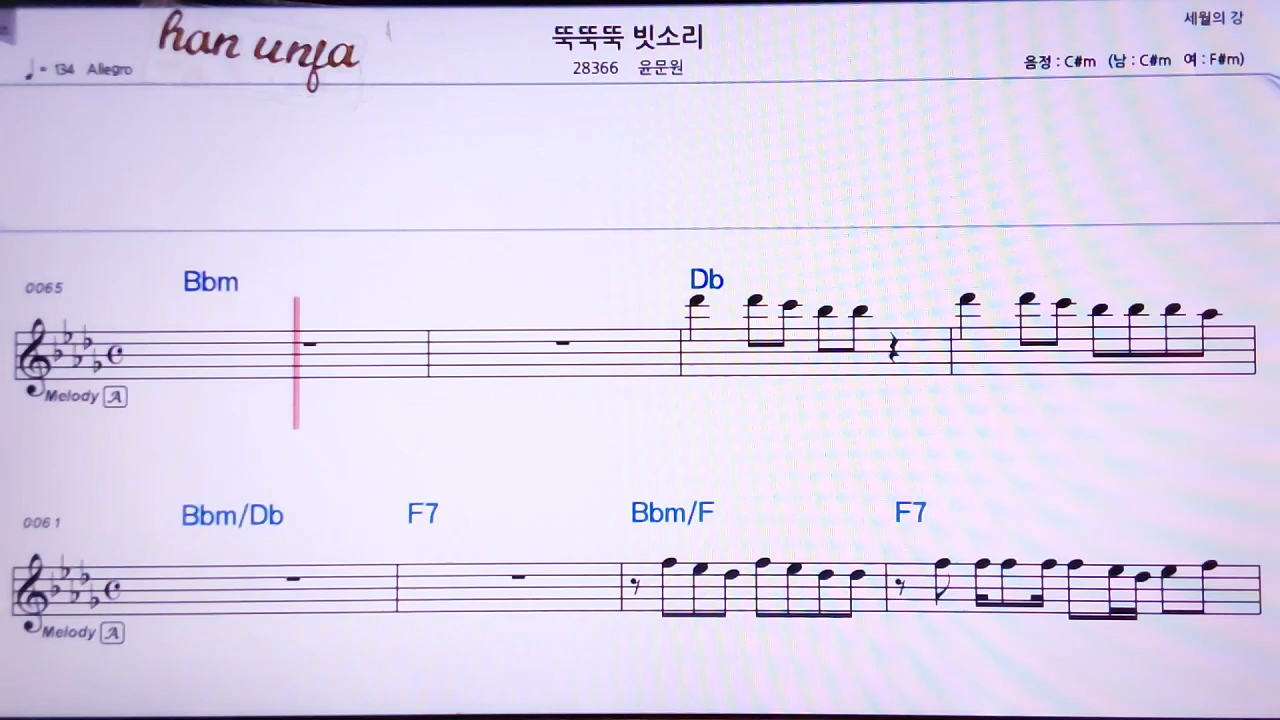 세월의 강
han unfa
뚝뚝뚝 빗소리
♩= 134 Allegro
28366 윤문원
음정 : C#m (남 : C#m 여 : F#m)
0065
Bbm
Db
Melody A
0061
Bbm/Db
F7
Bbm/F
F7
Melody A